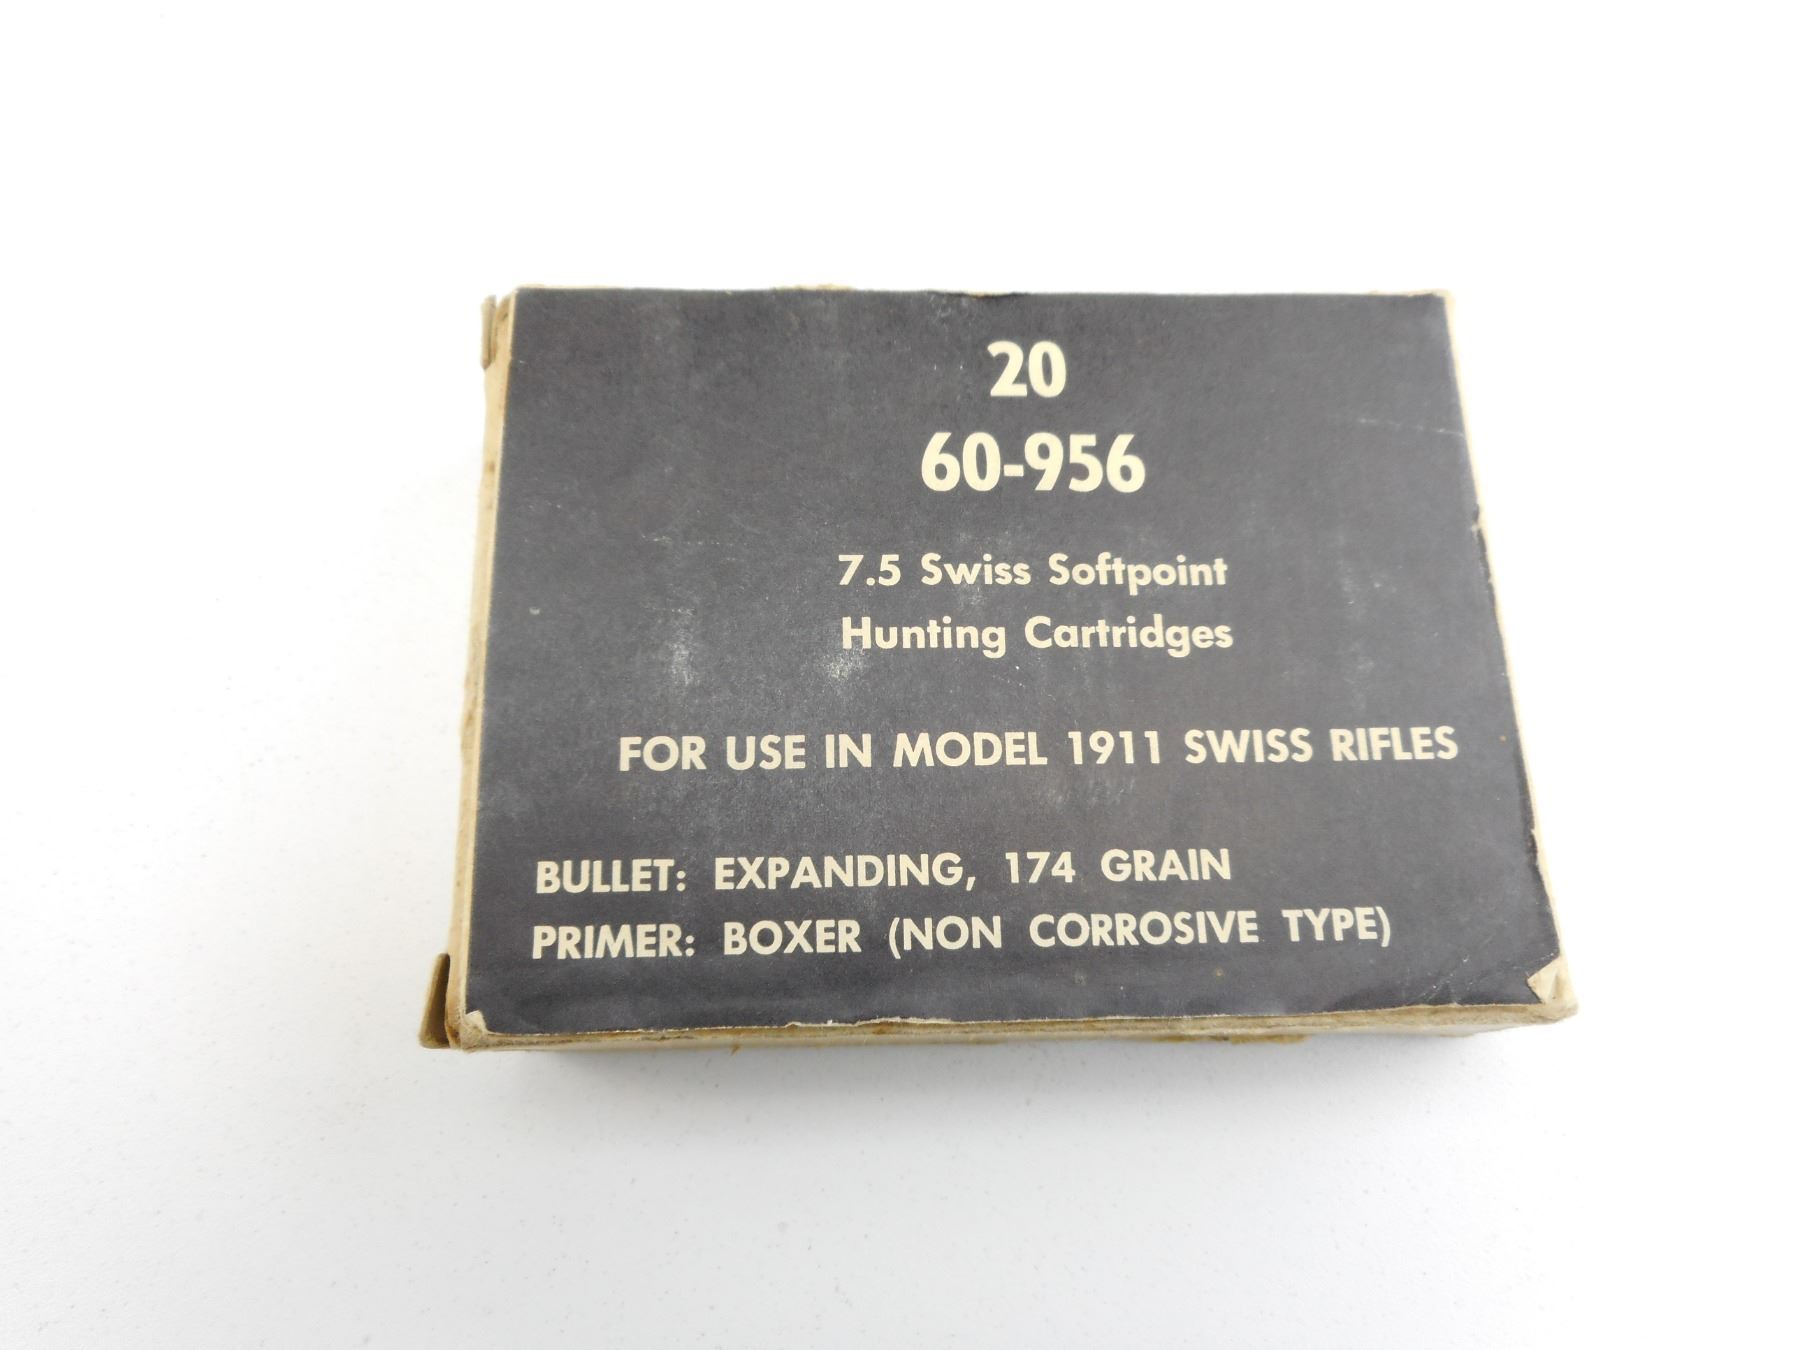 20
60-956
7.5 Swiss Softpoint
Hunting Cartridges
FOR USE IN MODEL 1911 SWISS RIFLES
BULLET: EXPANDING, 174 GRAIN
PRIMER: BOXER (NON CORROSIVE TYPE)